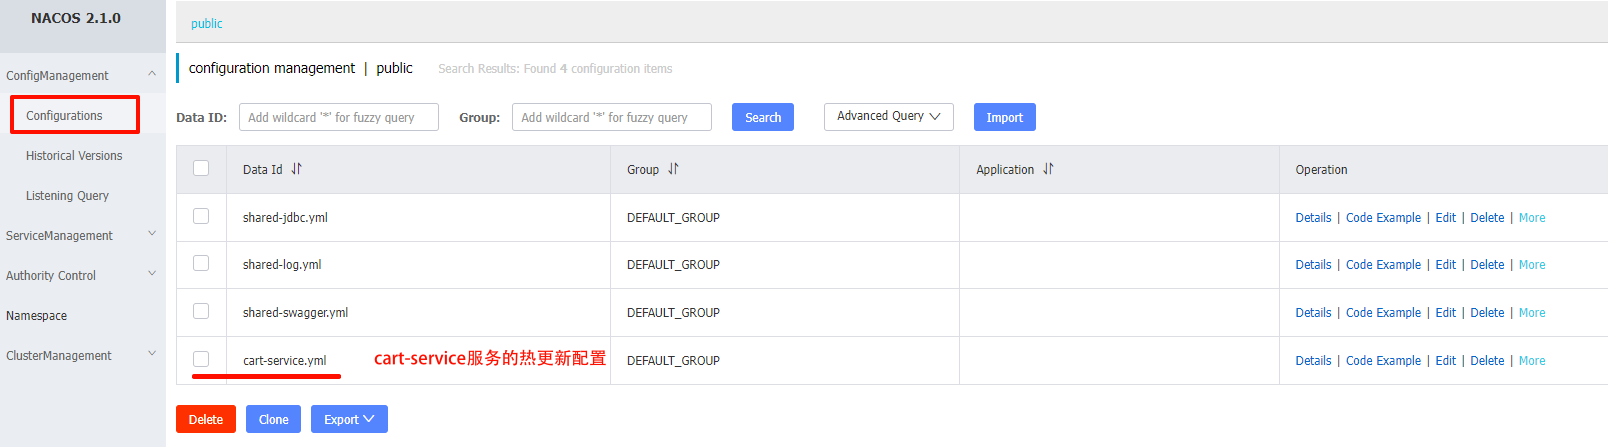 NACOS 2.1.0
public
configuration management | public Search Results: Found 4 configuration items
ConfigManagement
Configurations
Historical Versions
Listening Query
ServiceManagement
Authority Control
Namespace
ClusterManagement
Data ID: Add wildcard '*' for fuzzy query Group: Add wildcard '*' for fuzzy query Search Advanced Query Import
Data Id Group Application Operation
shared-jdbc.yml DEFAULT_GROUP Details | Code Example | Edit | Delete | More
shared-log.yml DEFAULT_GROUP Details | Code Example | Edit | Delete | More
shared-swagger.yml DEFAULT_GROUP Details | Code Example | Edit | Delete | More
cart-service.yml cart-service服务的热更新配置 DEFAULT_GROUP Details | Code Example | Edit | Delete | More
Delete Clone Export